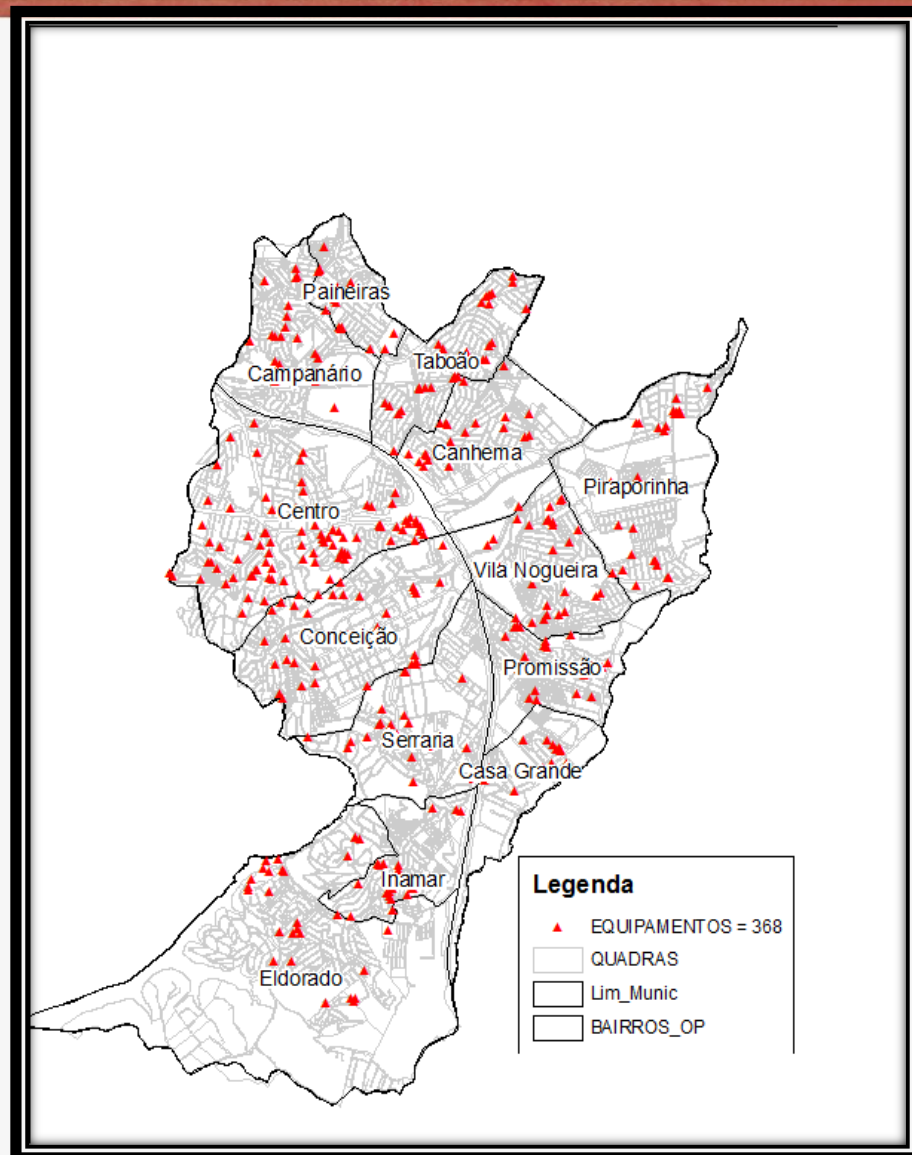 Paineiras
Taboão
Campanário
Canhema
Piraporinha
Centro
Vila Nogueira
Conceição
Promissão
Serraria
Casa Grande
Inamar
Eldorado
Legenda
EQUIPAMENTOS = 368
QUADRAS
Lim_Munic
BAIRROS_OP